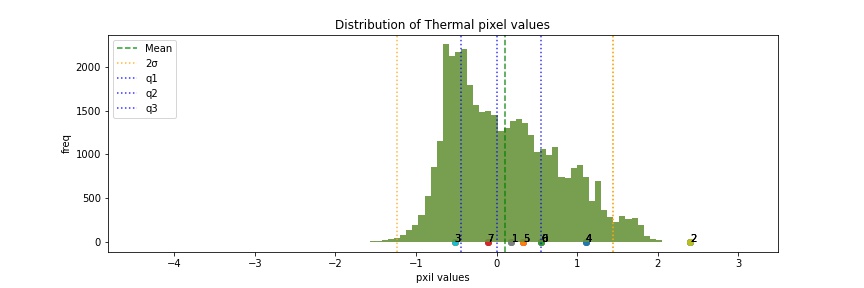 Distribution of Thermal pixel values
Mean
2σ
q1
q2
q3
freq
2000
1500
1000
500
0
3 7 1 5 4 2
−4 −3 −2 −1 0 1 2 3
pxil values